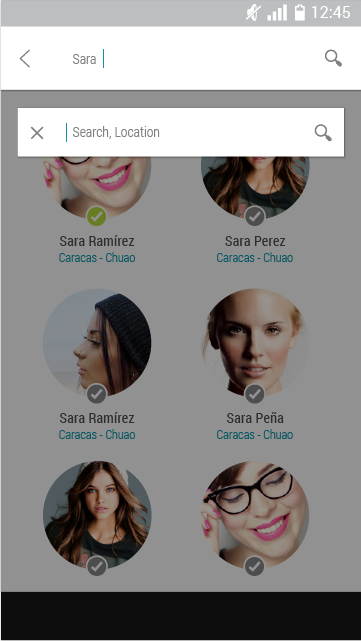 12:45
Sara
Search, Location
Sara Ramírez
Sara Perez
Caracas - Chuao
Caracas - Chuao
Sara Ramírez
Sara Peña
Caracas - Chuao
Caracas - Chuao